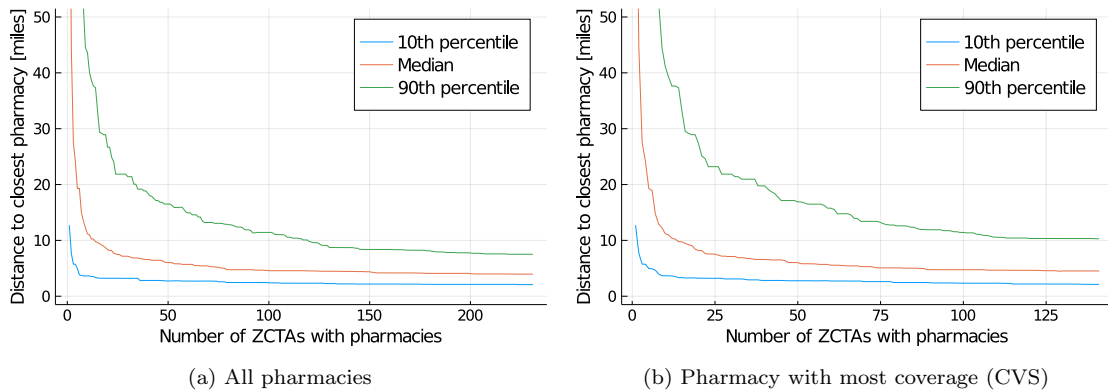 50
40
30
20
10
0
Distance to closest pharmacy [miles]
10th percentile
Median
90th percentile
0
50
100
150
200
Number of ZCTAs with pharmacies
(a) All pharmacies
50
40
30
20
10
0
Distance to closest pharmacy [miles]
10th percentile
Median
90th percentile
0
25
50
75
100
125
Number of ZCTAs with pharmacies
(b) Pharmacy with most coverage (CVS)